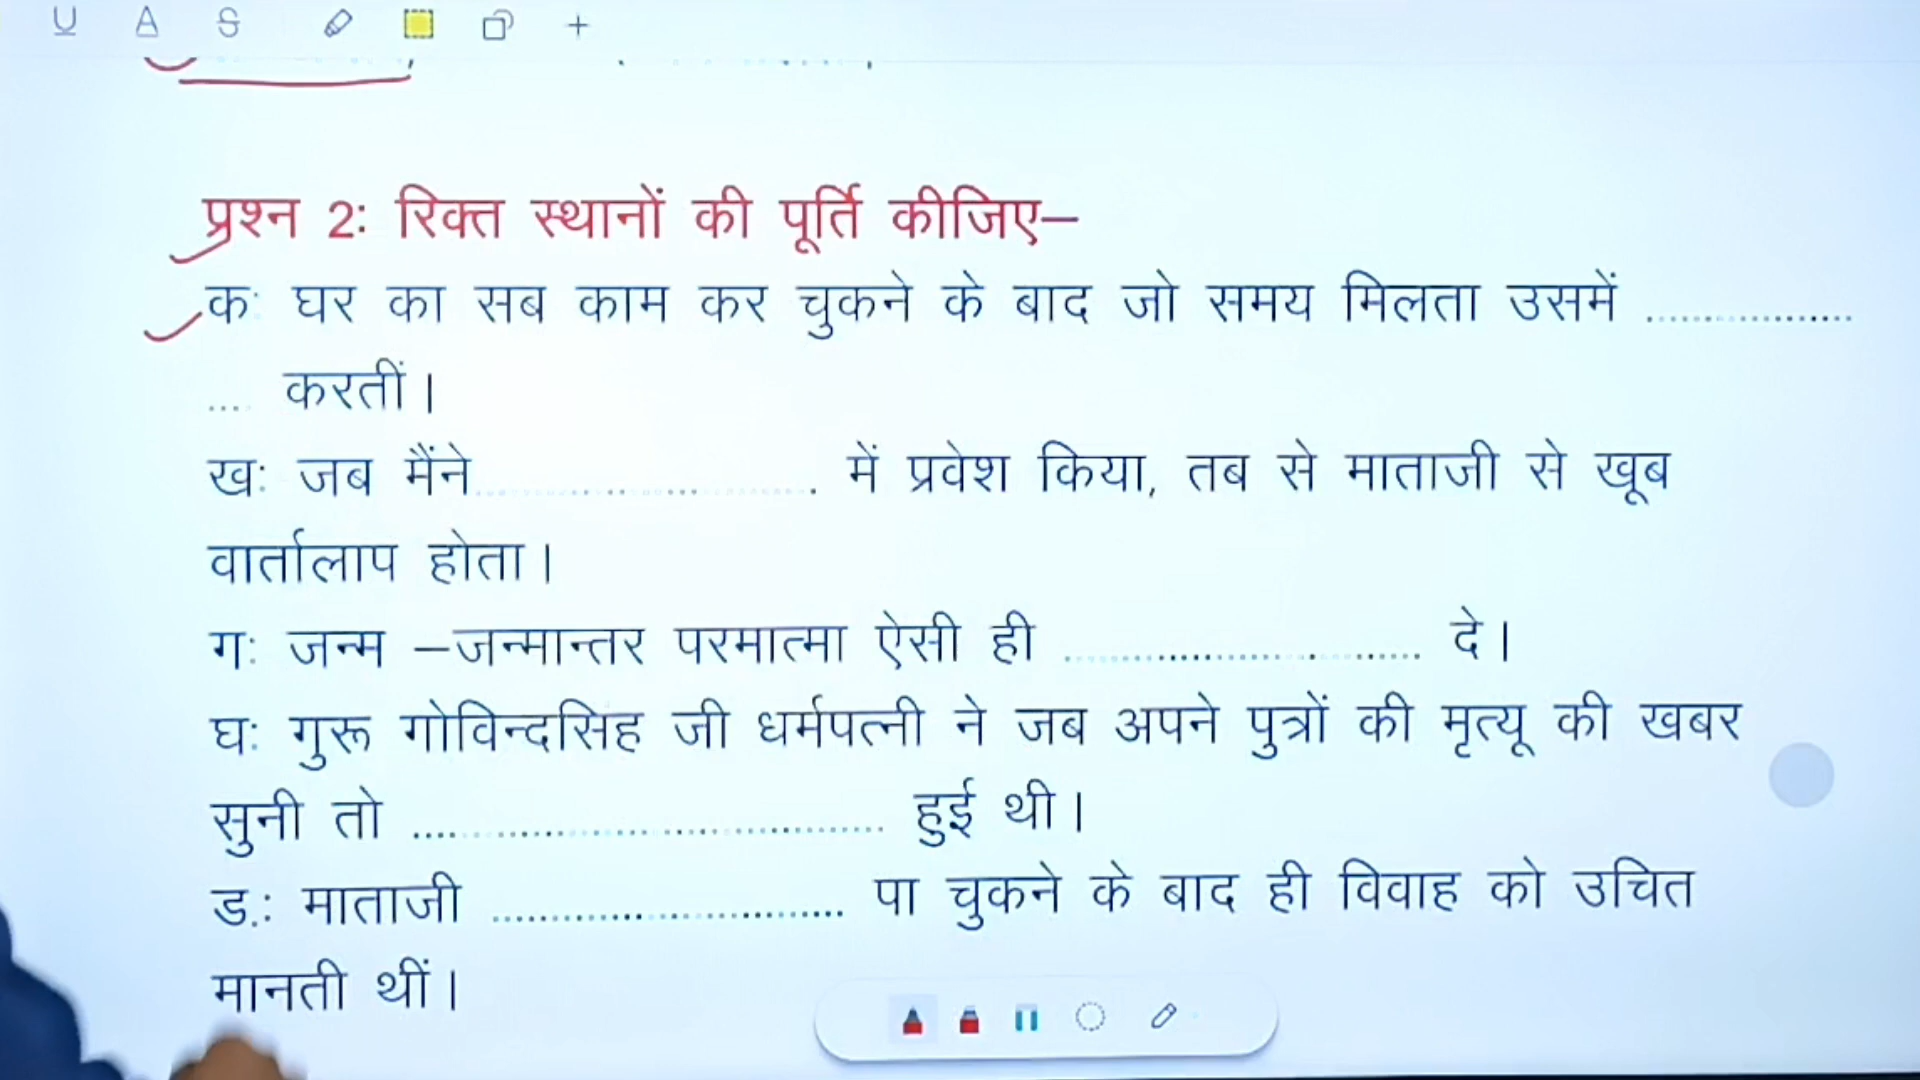 प्रश्न 2: रिक्त स्थानों की पूर्ति कीजिए—
क: घर का सब काम कर चुकने के बाद जो समय मिलता उसमें ..................
.... करतीं।
ख: जब मैंने.............................. में प्रवेश किया, तब से माताजी से खूब
वार्तालाप होता।
ग: जन्म –जन्मान्तर परमात्मा ऐसी ही .............................. दे।
घ: गुरू गोविन्दसिह जी धर्मपत्नी ने जब अपने पुत्रों की मृत्यू की खबर
सुनी तो ........................................ हुई थी।
ड.: माताजी .............................. पा चुकने के बाद ही विवाह को उचित
मानती थीं।